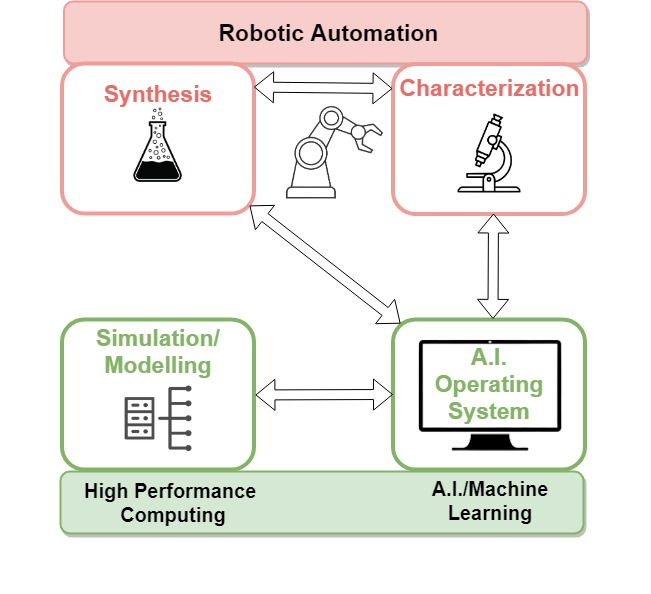 Robotic Automation
Synthesis
Characterization
Simulation/
Modelling
A.I.
Operating
System
High Performance
Computing
A.I./Machine
Learning